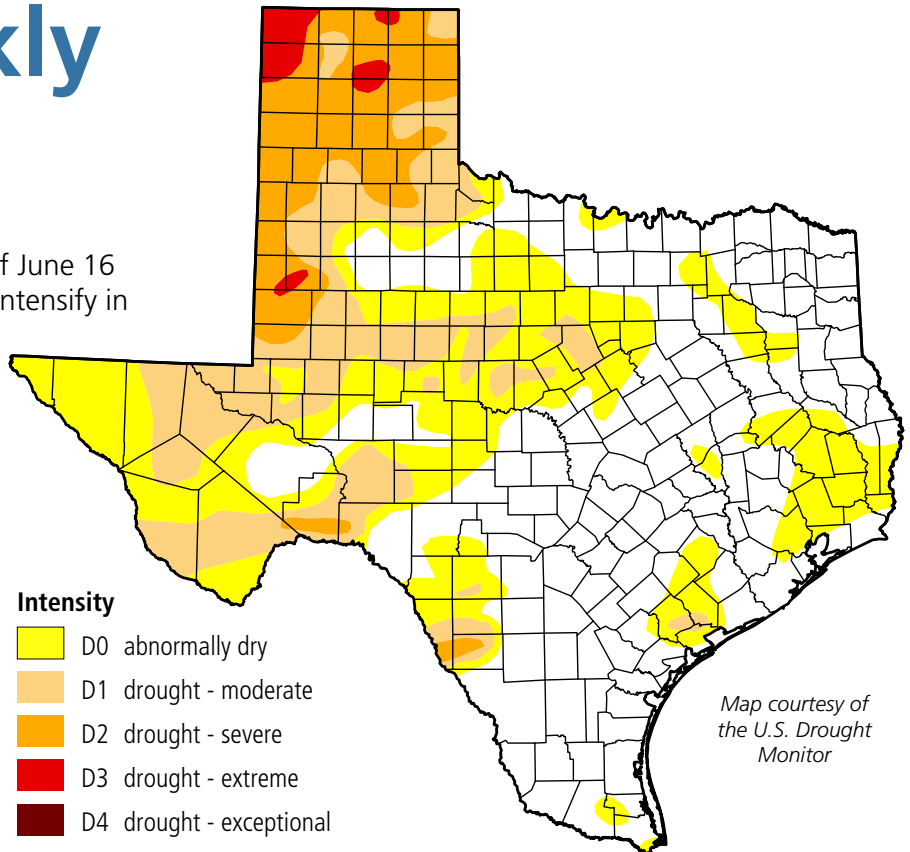 kly
f June 16
ntensify in
Intensity
D0 abnormally dry
D1 drought - moderate
D2 drought - severe
D3 drought - extreme
D4 drought - exceptional
Map courtesy of
the U.S. Drought
Monitor